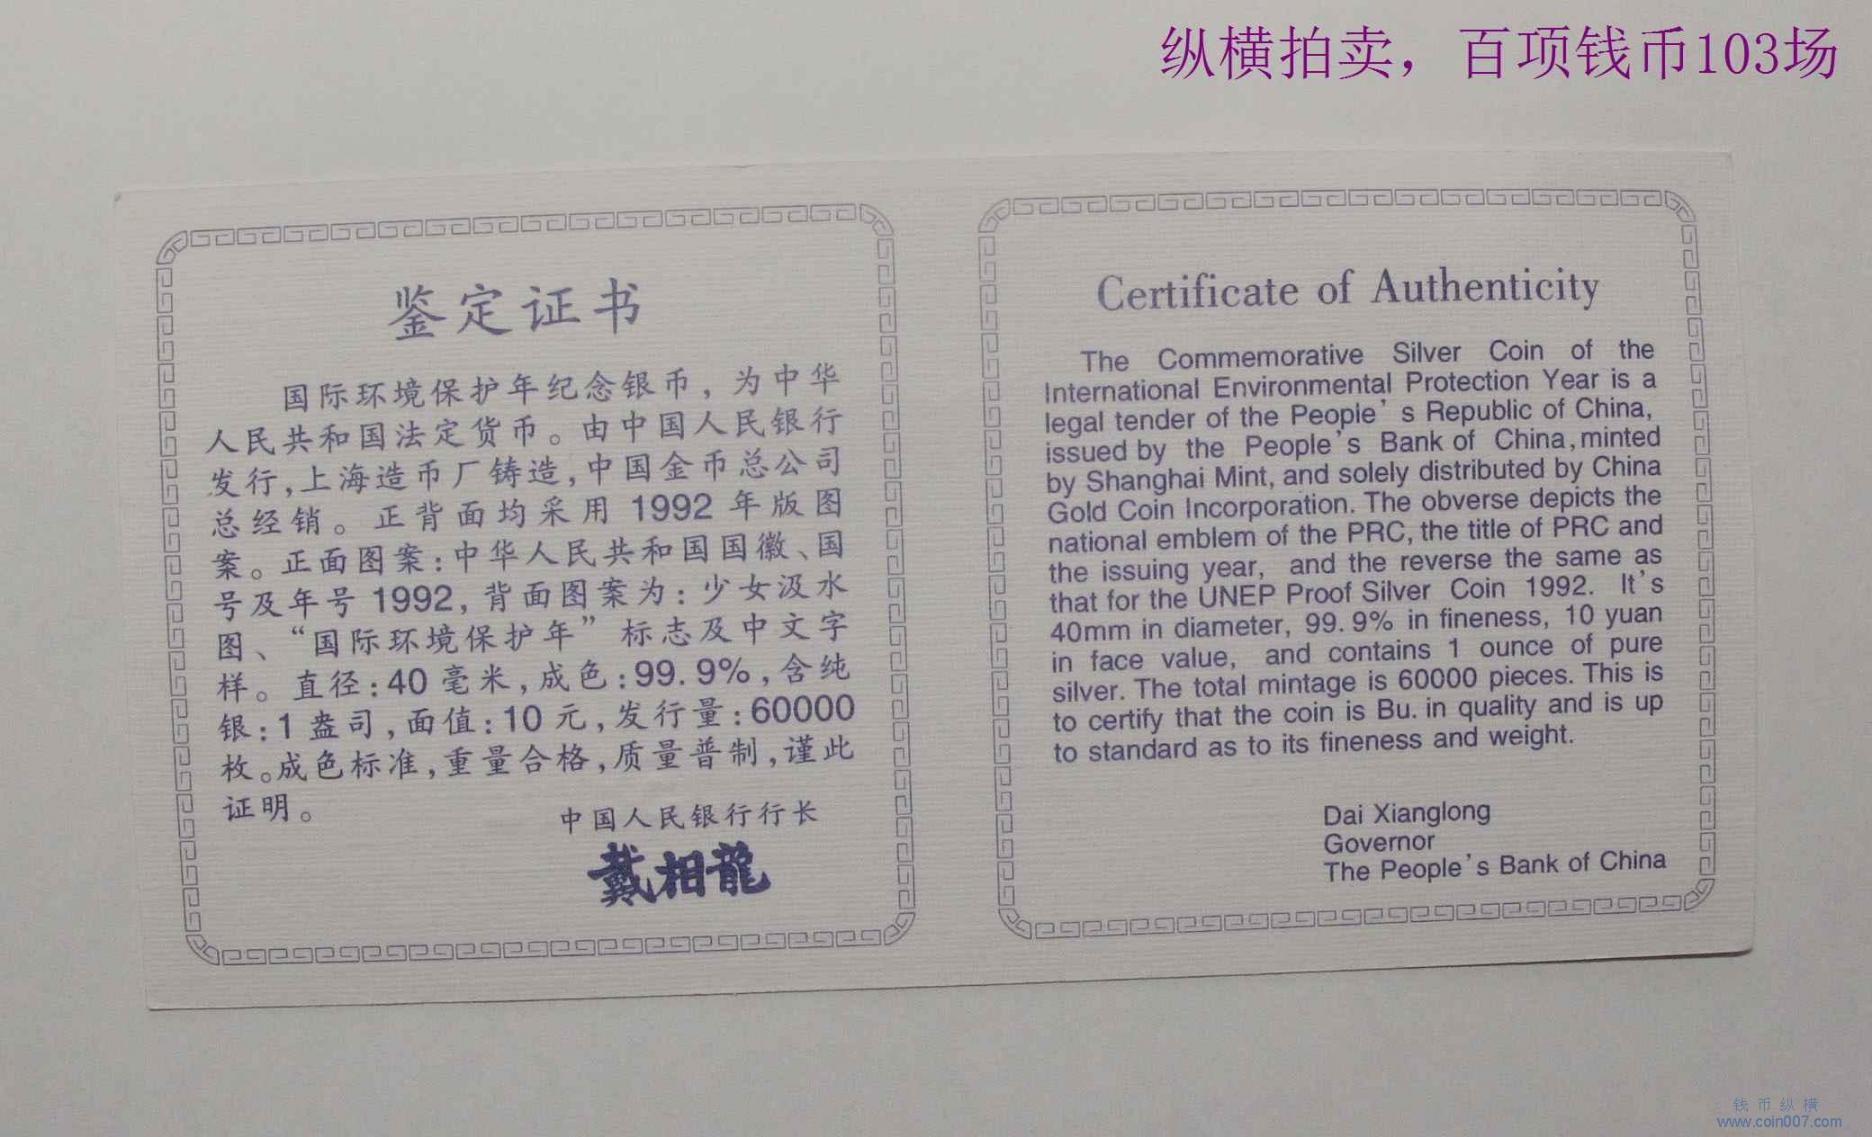 纵横拍卖，百项钱币103场
鉴定证书
国际环境保护年纪念银币，为中华
人民共和国法定货币。由中国人民银行
发行,上海造币厂铸造,中国金币总公司
总经销。正背面均采用 1992 年版图
案。正面图案:中华人民共和国国徽、国
号及年号 1992, 背面图案为:少女汲水
图、“国际环境保护年”标志及中文字
样。直径:40 毫米,成色:99.9%,含纯
银:1 盎司,面值:10 元,发行量:60000
枚。成色标准,重量合格,质量普制,谨此
证明。
中国人民银行行长
戴相龍
Certificate of Authenticity
The Commemorative Silver Coin of the
International Environmental Protection Year is a
legal tender of the People's Republic of China,
issued by the People's Bank of China, minted
by Shanghai Mint, and solely distributed by China
Gold Coin Incorporation. The obverse depicts the
national emblem of the PRC, the title of PRC and
the issuing year, and the reverse the same as
that for the UNEP Proof Silver Coin 1992. It's
40mm in diameter, 99.9% in fineness, 10 yuan
in face value, and contains 1 ounce of pure
silver. The total mintage is 60000 pieces. This is
to certify that the coin is Bu. in quality and is up
to standard as to its fineness and weight.
Dai Xianglong
Governor
The People's Bank of China
钱币纵横
www.coin007.com